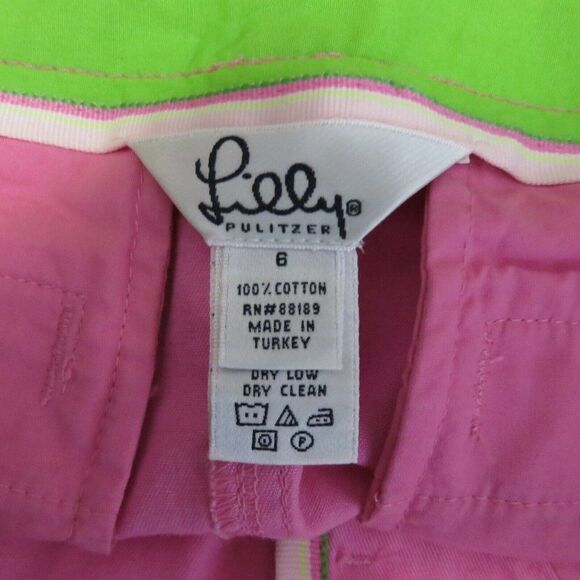 Lilly®
PULITZER
6
100% COTTON
RN#88189
MADE IN
TURKEY
DRY LOW
DRY CLEAN
P